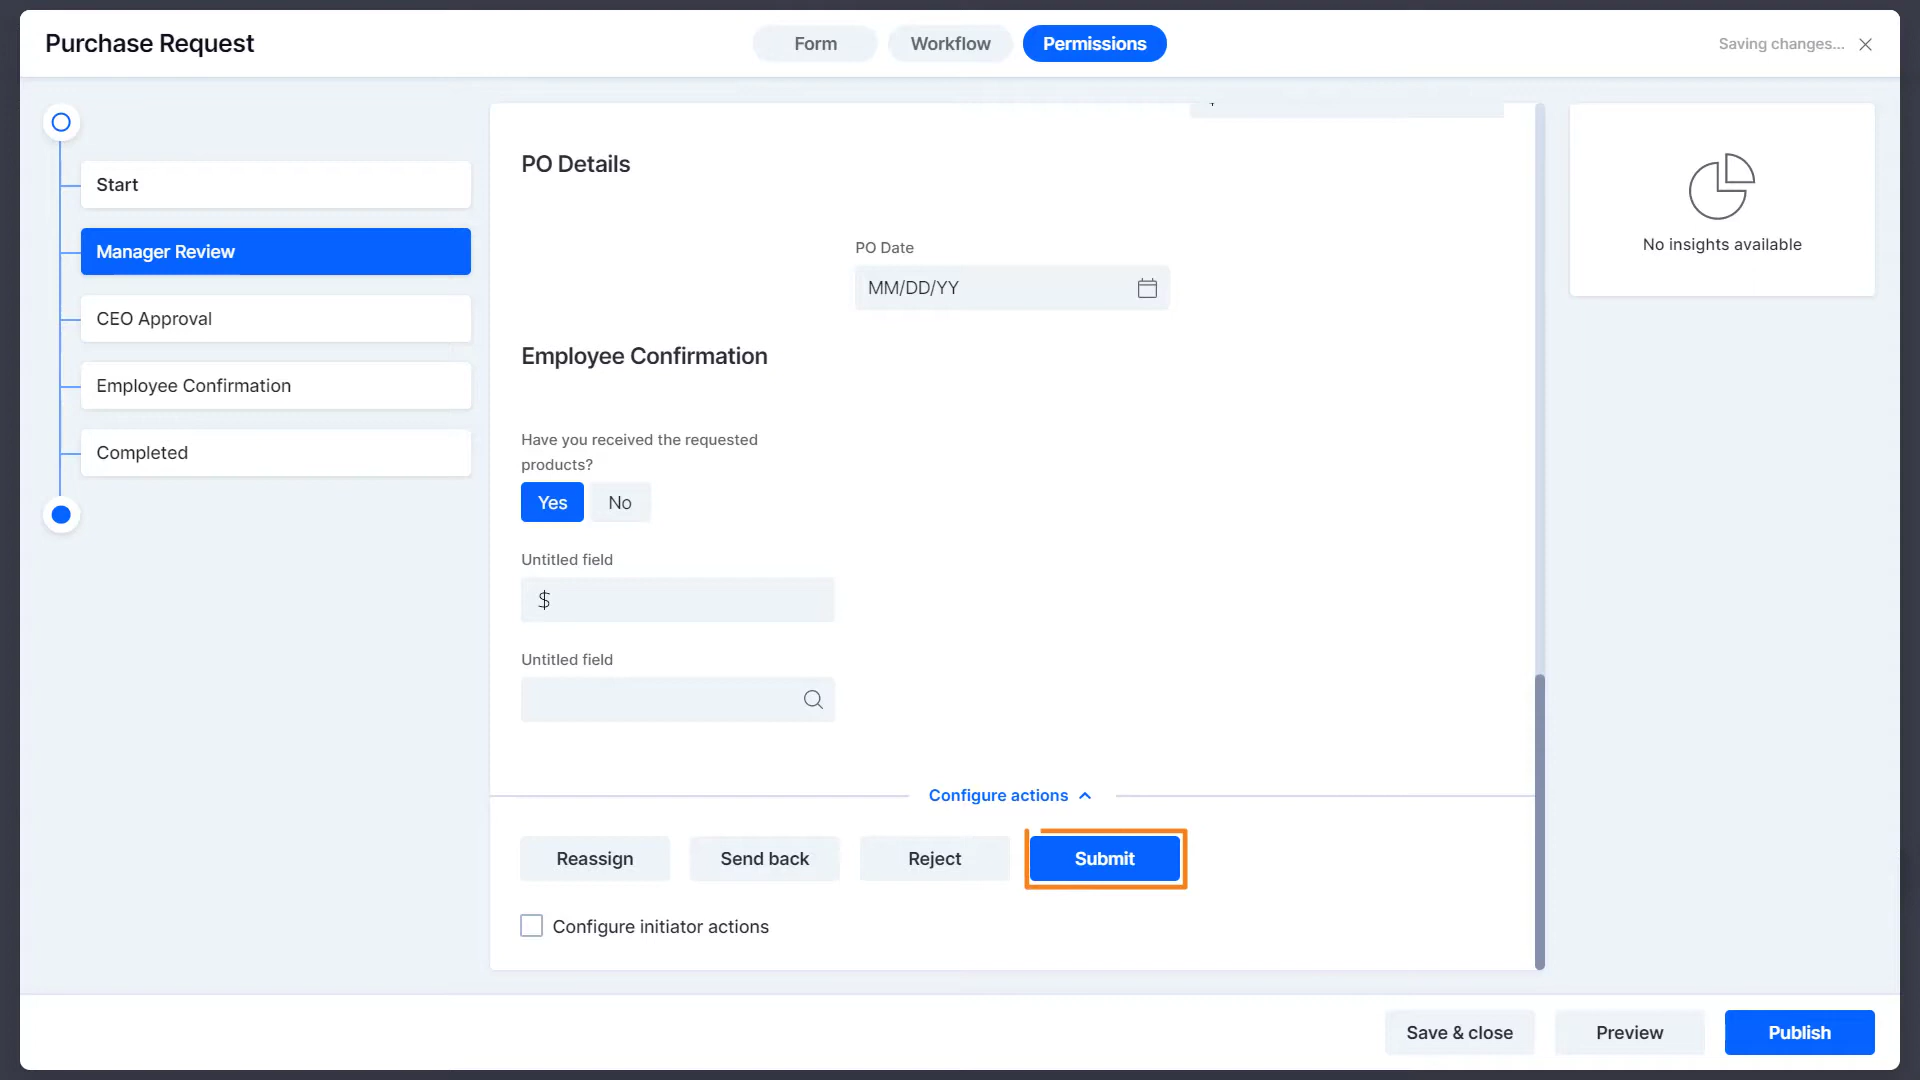 Purchase Request
Form
Workflow
Permissions
Saving changes...
Start
Manager Review
CEO Approval
Employee Confirmation
Completed
PO Details
PO Date
MM/DD/YY
Employee Confirmation
Have you received the requested
products?
Yes
No
Untitled field
$
Untitled field
Configure actions
Reassign
Send back
Reject
Submit
Configure initiator actions
No insights available
Save & close
Preview
Publish